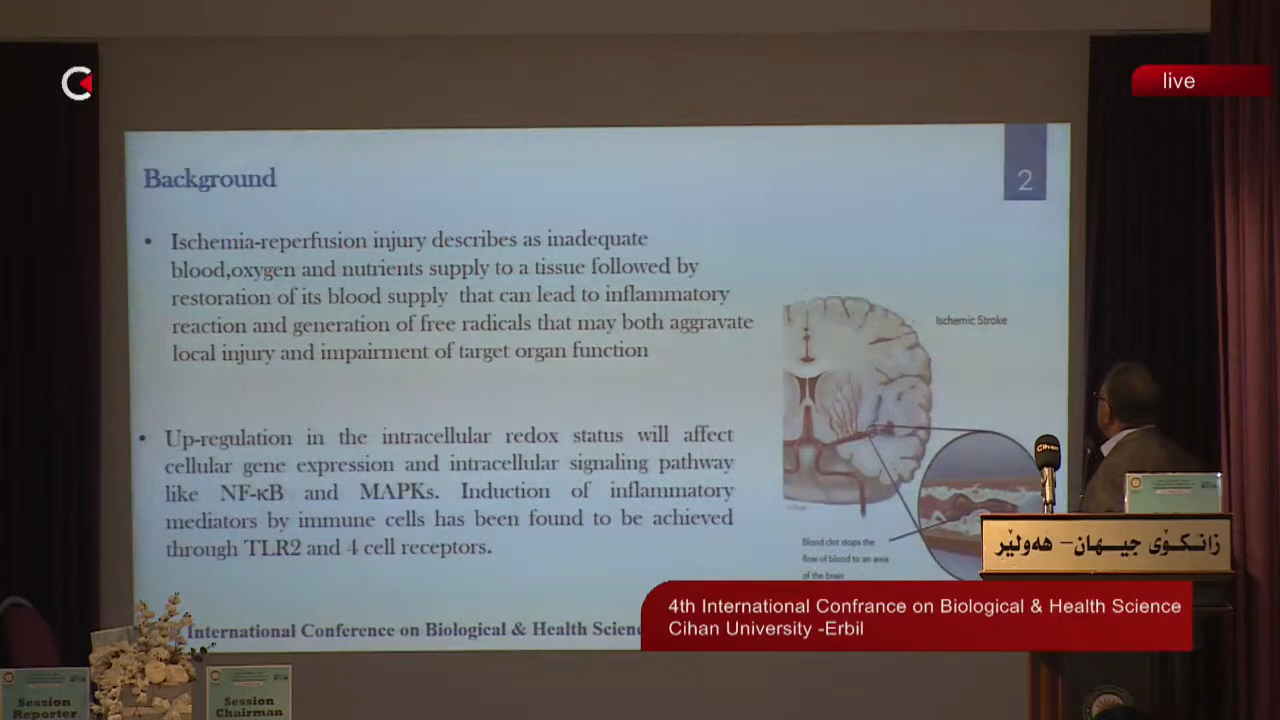 live
Background
2
• Ischemia-reperfusion injury describes as inadequate
blood,oxygen and nutrients supply to a tissue followed by
restoration of its blood supply that can lead to inflammatory
reaction and generation of free radicals that may both aggravate
local injury and impairment of target organ function
• Up-regulation in the intracellular redox status will affect
cellular gene expression and intracellular signaling pathway
like NF-κB and MAPKs. Induction of inflammatory
mediators by immune cells has been found to be achieved
through TLR2 and 4 cell receptors.
Ischemic Stroke
Blood clot stops the
flow of blood to an area
of the brain
Cihan
زانکۆی جیهان - هەولێر
4th International Confrance on Biological & Health Science
Cihan University -Erbil
International Conference on Biological & Health Scien
Session
Reporter
Session
Chairman